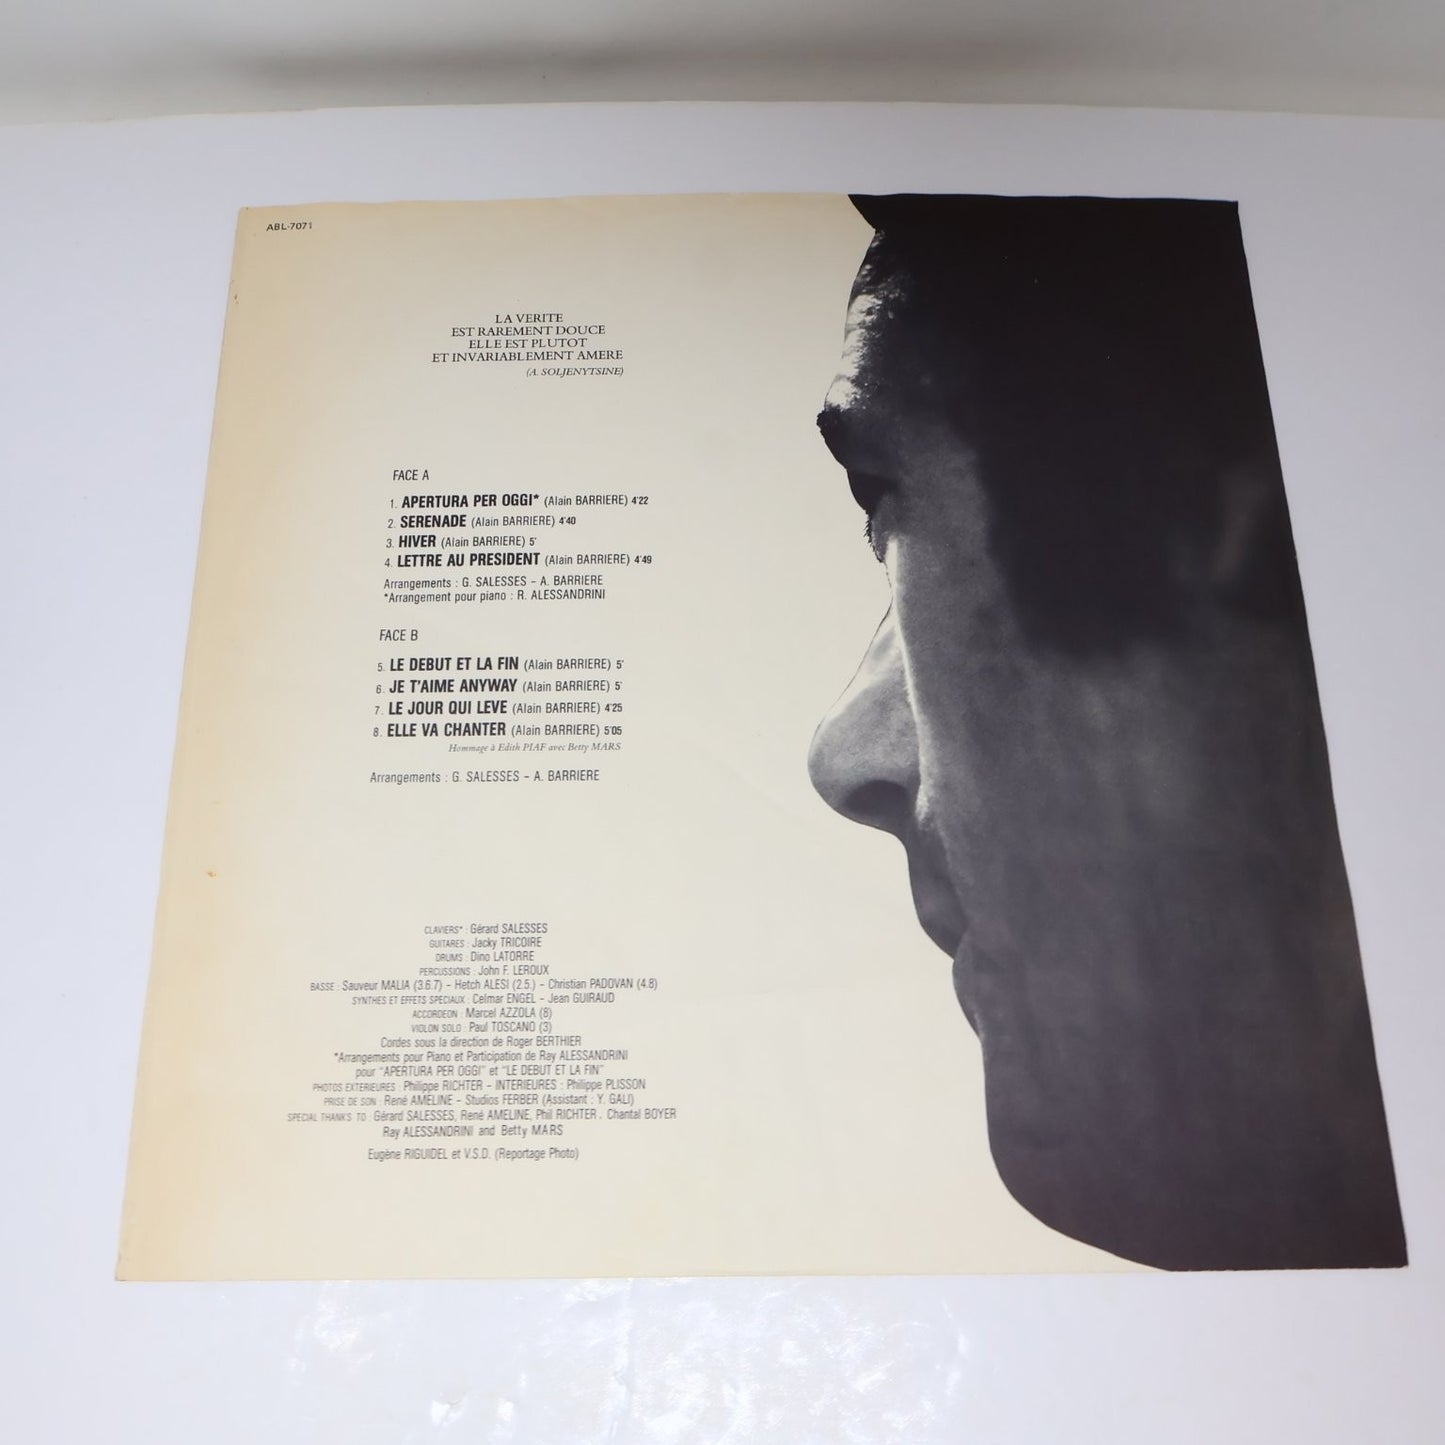 ABL-7071
LA VERITE
EST RAREMENT DOUCE
ELLE EST PLUTOT
ET INVARIABLEMENT AMERE
(A. SOLJENYTSINE)
FACE A
1. APERTURA PER OGGI* (Alain BARRIERE) 4'22
2. SERENADE (Alain BARRIERE) 4'40
3. HIVER (Alain BARRIERE) 5'
4. LETTRE AU PRESIDENT (Alain BARRIERE) 4'49
Arrangements : G. SALESSES - A. BARRIERE
*Arrangement pour piano : R. ALESSANDRINI
FACE B
5. LE DEBUT ET LA FIN (Alain BARRIERE) 5'
6. JE T'AIME ANYWAY (Alain BARRIERE) 5'
7. LE JOUR QUI LEVE (Alain BARRIERE) 4'25
8. ELLE VA CHANTER (Alain BARRIERE) 5'05
Hommage à Edith PIAF avec Betty MARS
Arrangements : G. SALESSES - A. BARRIERE
CLAVIERS* : Gérard SALESSES
GUITARES : Jacky TRICOIRE
DRUMS : Dino LATORRE
PERCUSSIONS : John F. LEROUX
BASSE : Sauveur MALIA (3.6.7) - Hetch ALESI (2.5.) - Christian PADOVAN (4.8)
SYNTHES ET EFFETS SPECIAUX : Celmar ENGEL - Jean GUIRAUD
ACCORDEON : Marcel AZZOLA (8)
VIOLON SOLO : Paul TOSCANO (3)
Cordes sous la direction de Roger BERTHIER
*Arrangements pour Piano et Participation de Ray ALESSANDRINI
pour "APERTURA PER OGGI" et "LE DEBUT ET LA FIN"
PHOTOS EXTERIEURES : Philippe RICHTER - INTERIEURES : Philippe PLISSON
PRISE DE SON : René AMELINE - Studios FERBER (Assistant : Y. GALI)
SPECIAL THANKS TO : Gérard SALESSES, René AMELINE, Phil RICHTER . Chantal BOYER
Ray ALESSANDRINI and Betty MARS
Eugène RIGUIDEL et V.S.D. (Reportage Photo)